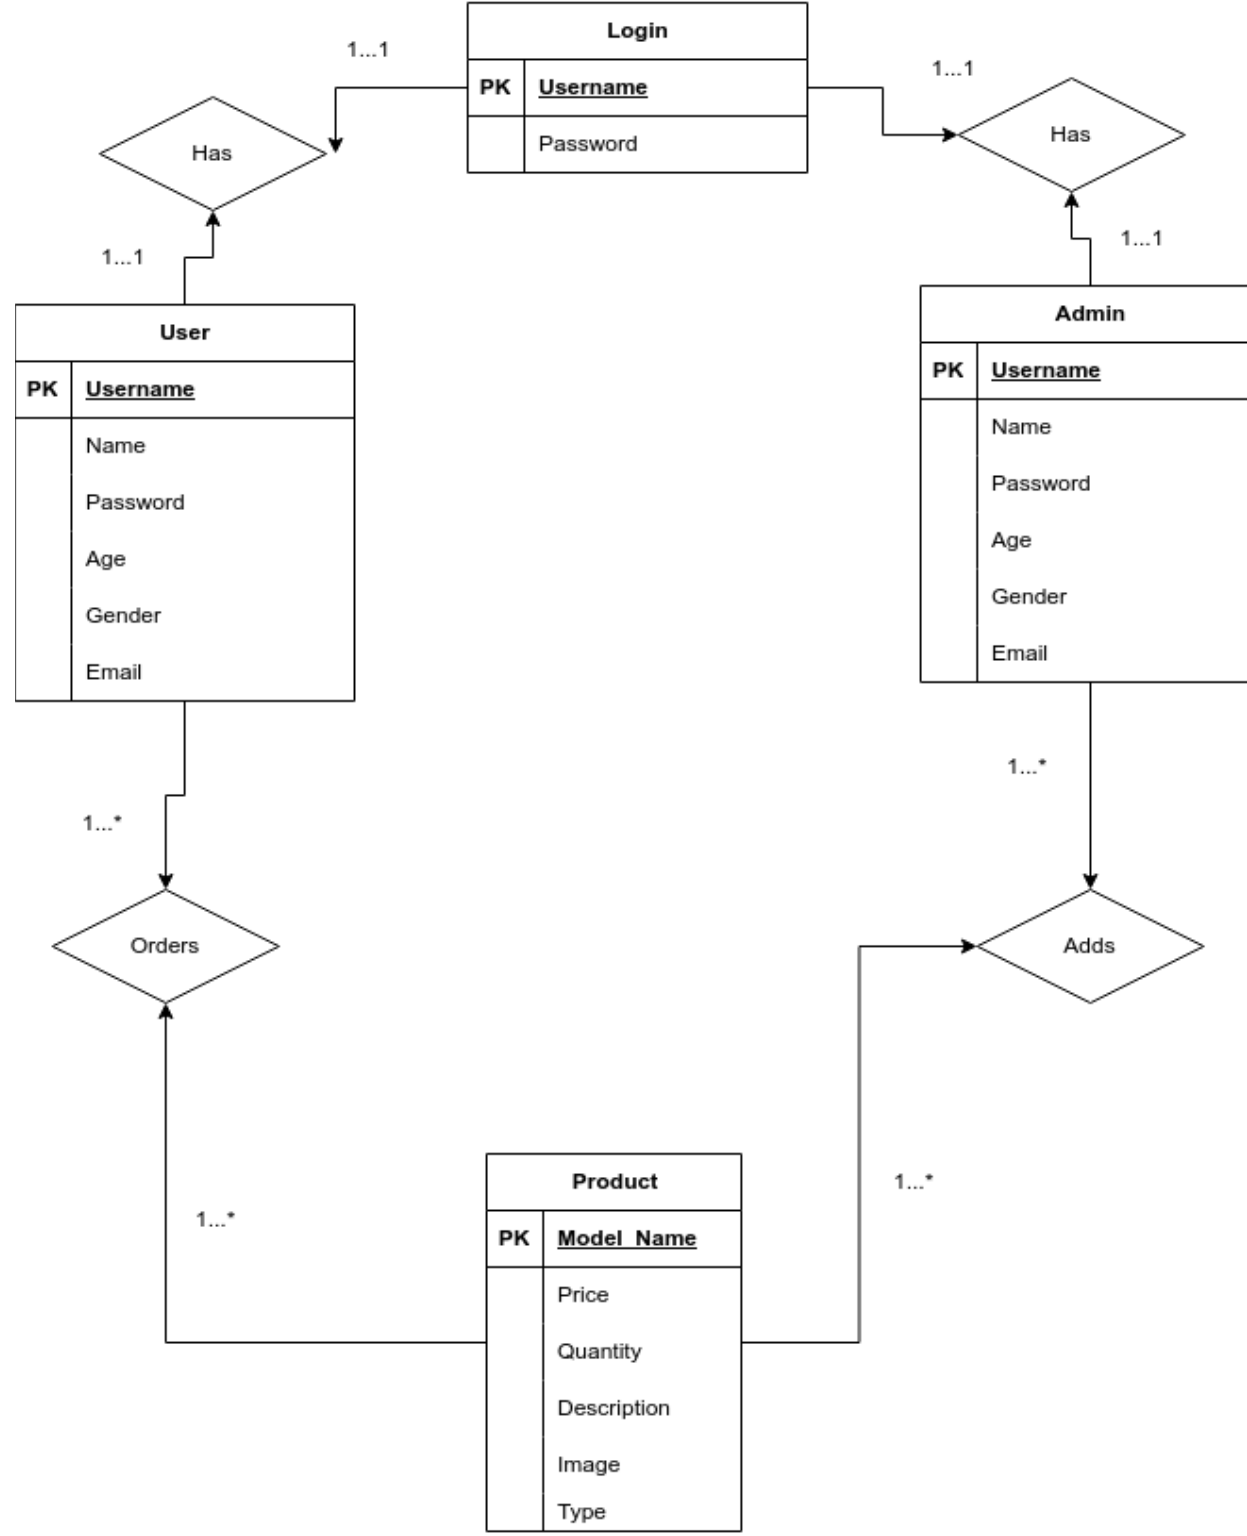 Login
1...1
1...1
PK Username
Has
Has
Password
1...1
1...1
User
Admin
PK Username
PK Username
Name
Name
Password
Password
Age
Age
Gender
Gender
Email
Email
1...*
1...*
Orders
Adds
Product
1...*
1...*
PK Model_Name
Price
Quantity
Description
Image
Type